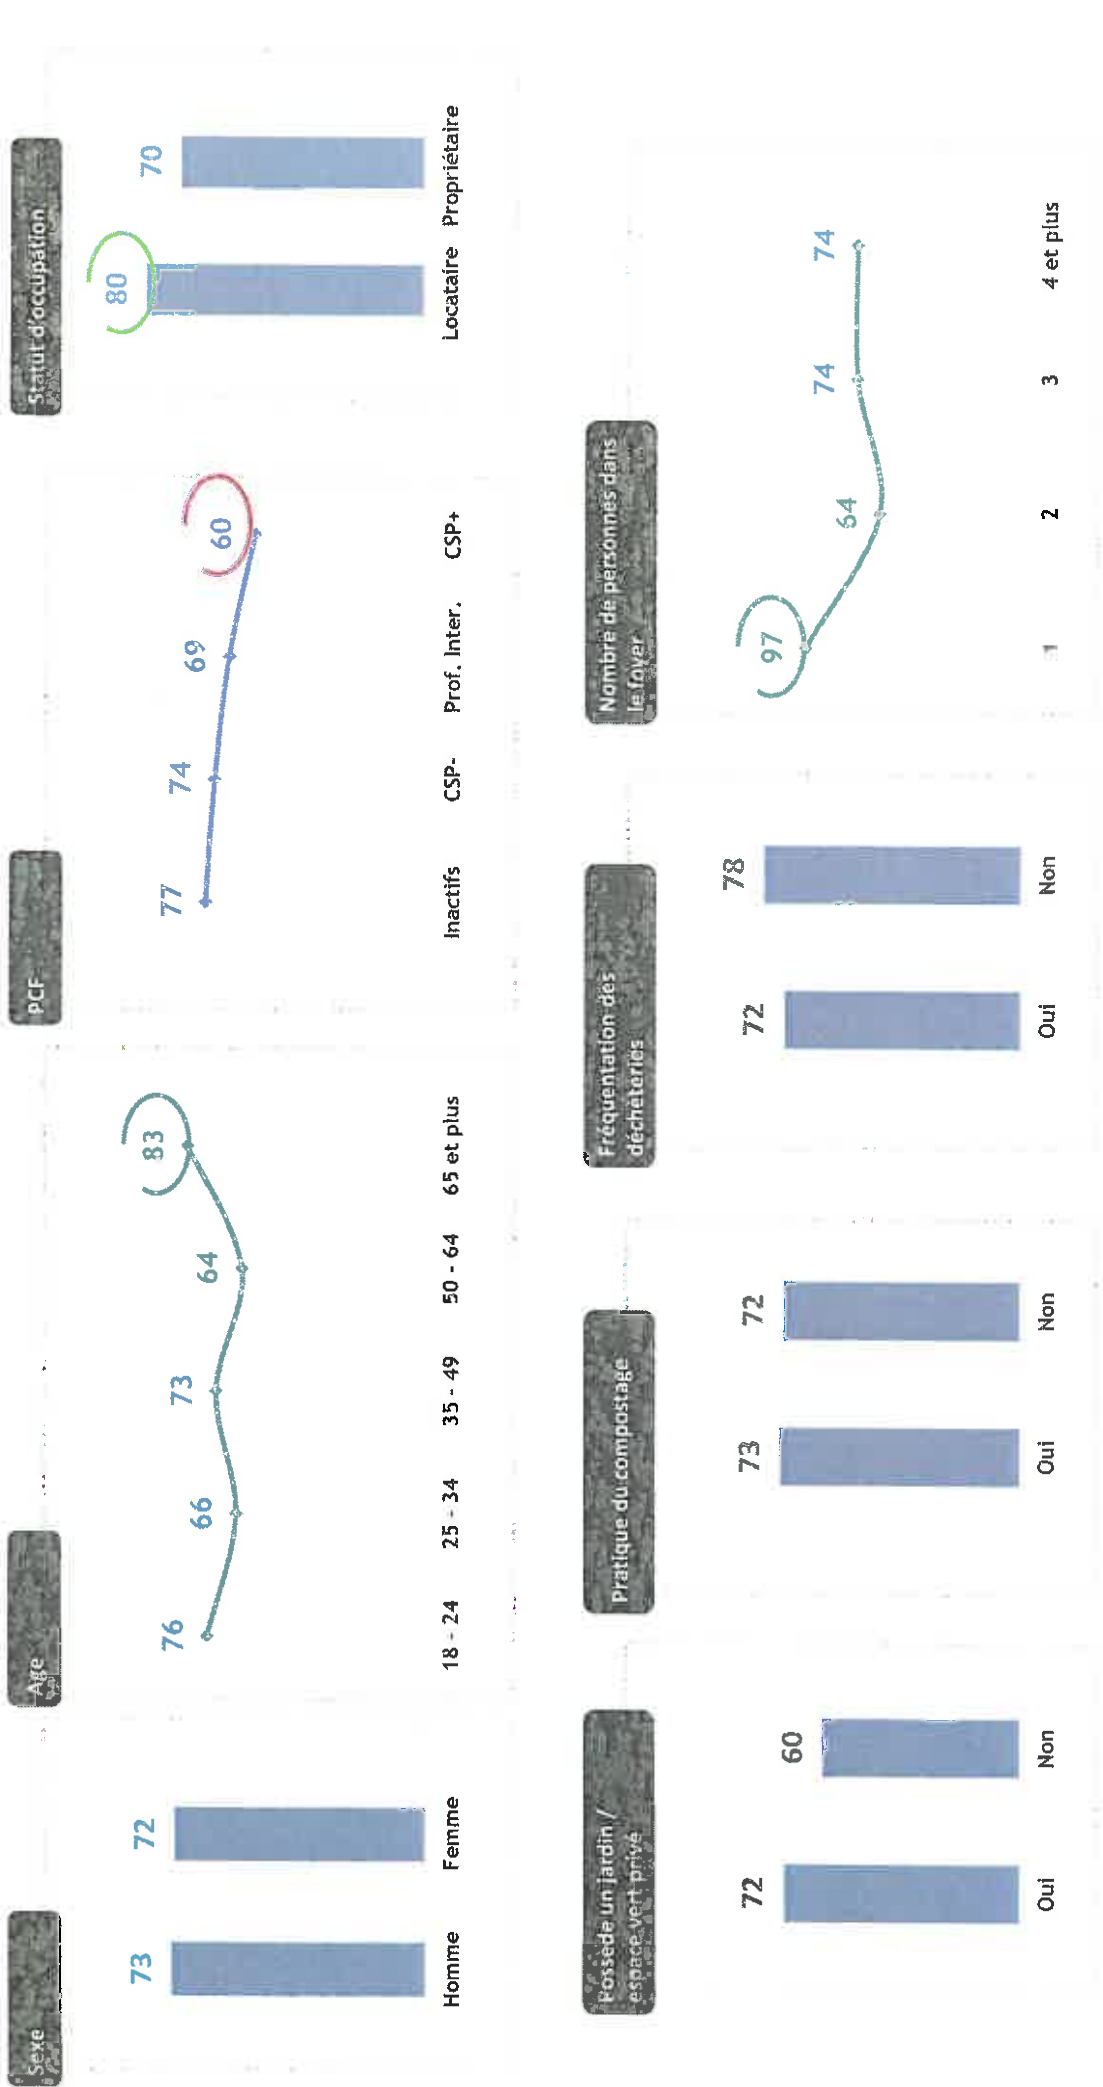 Sexe
73
72
Homme
Femme
Age
76
66
73
64
83
18 - 24
25 - 34
35 - 49
50 - 64
65 et plus
PCF
77
74
69
60
Inactifs
CSP-
Prof. Inter.
CSP+
Statut d'occupation
80
70
Locataire
Propriétaire
Possède un jardin /
espace vert privé
72
60
Oui
Non
Pratique du compostage
73
72
Oui
Non
Fréquentation des
déchèteries
72
78
Oui
Non
Nombre de personnes dans
le foyer
97
64
74
74
1
2
3
4 et plus